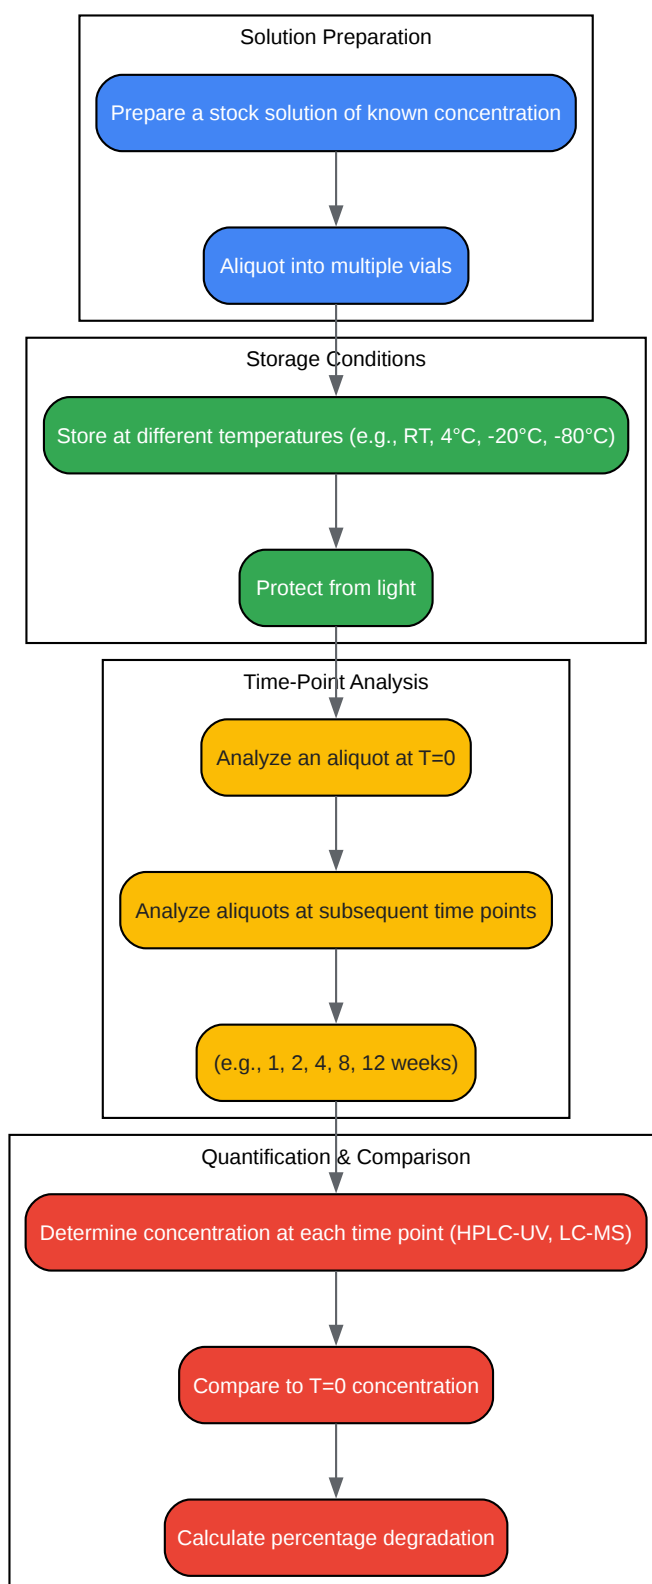 Solution Preparation
Prepare a stock solution of known concentration
Aliquot into multiple vials
Storage Conditions
Store at different temperatures (e.g., RT, 4°C, -20°C, -80°C)
Protect from light
Time-Point Analysis
Analyze an aliquot at T=0
Analyze aliquots at subsequent time points
(e.g., 1, 2, 4, 8, 12 weeks)
Quantification & Comparison
Determine concentration at each time point (HPLC-UV, LC-MS)
Compare to T=0 concentration
Calculate percentage degradation